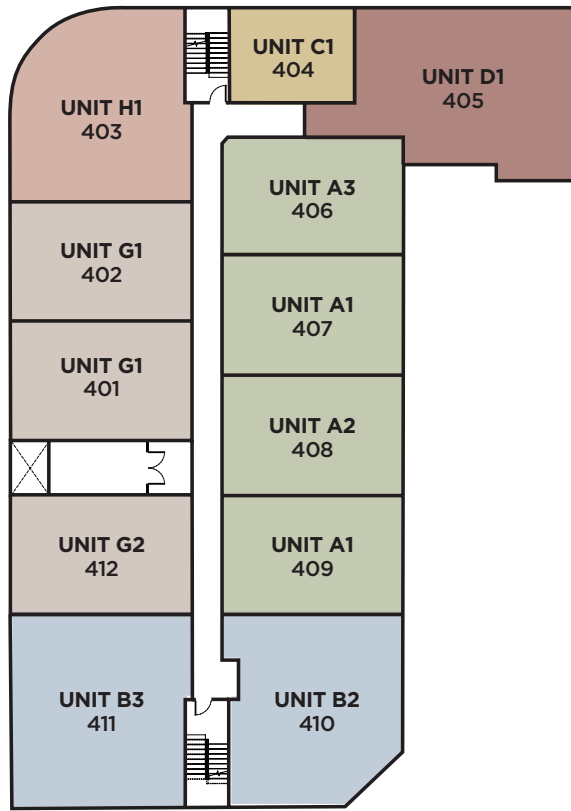 UNIT C1
404
UNIT D1
405
UNIT H1
403
UNIT A3
406
UNIT G1
402
UNIT A1
407
UNIT G1
401
UNIT A2
408
UNIT G2
412
UNIT A1
409
UNIT B3
411
UNIT B2
410